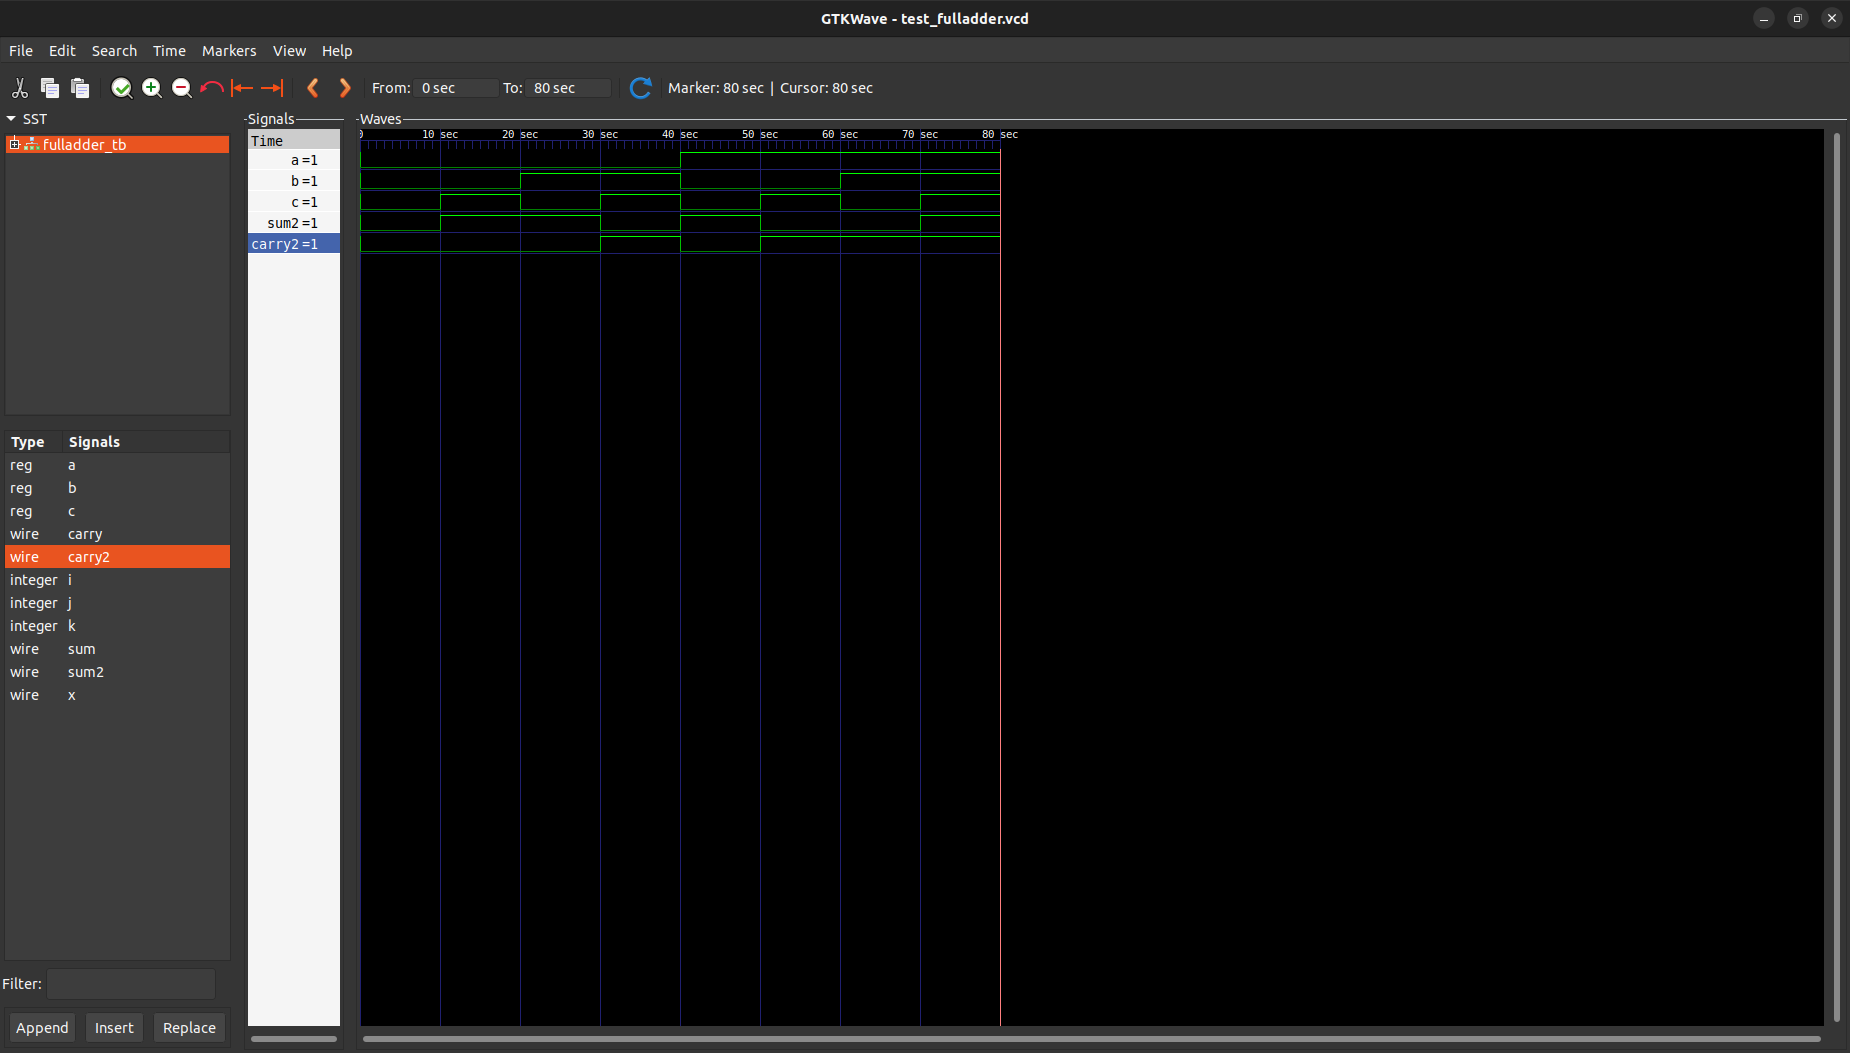 GTKWave - test_fulladder.vcd
File Edit Search Time Markers View Help
From: 0 sec To: 80 sec Marker: 80 sec | Cursor: 80 sec
SST
fulladder_tb
Type Signals
reg a
reg b
reg c
wire carry
wire carry2
integer i
integer j
integer k
wire sum
wire sum2
wire x
Filter:
Append Insert Replace
Signals
Time
a=1
b=1
c=1
sum2=1
carry2=1
Waves
0 10 sec 20 sec 30 sec 40 sec 50 sec 60 sec 70 sec 80 sec